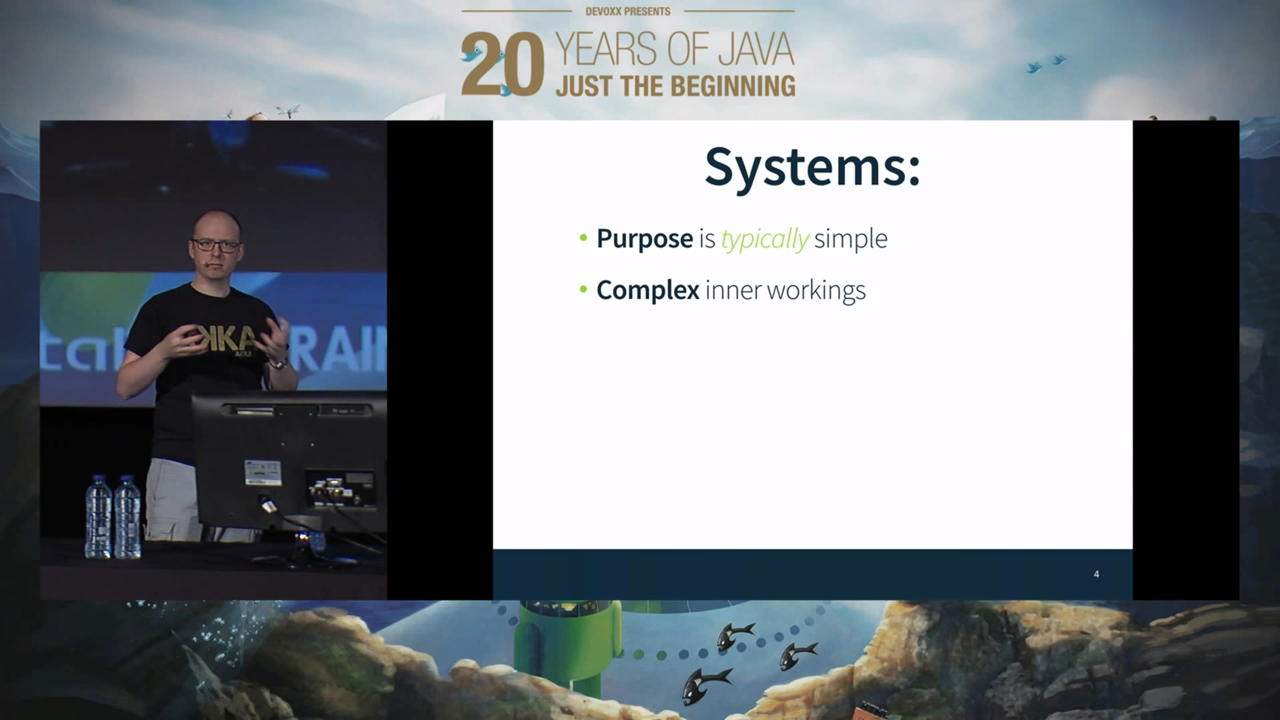 DEVOXX PRESENTS
20 YEARS OF JAVA
JUST THE BEGINNING
Systems:
• Purpose is typically simple
• Complex inner workings
4